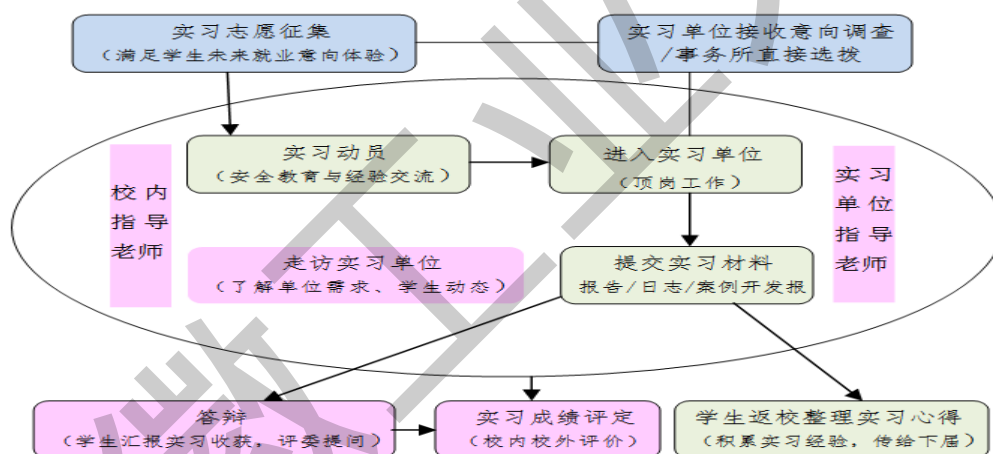 实习志愿征集
(满足学生未来就业意向体验)
实习单位接收意向调查
/事务所直接选拨
实习动员
(安全教育与经验交流)
进入实习单位
(顶岗工作)
校内
指导
老师
实习
单位
指导
老师
走访实习单位
(了解单位需求、学生动态)
提交实习材料
报告/日志/案例开发报
答辩
(学生汇报实习收获，评委提问)
实习成绩评定
(校内校外评价)
学生返校整理实习心得
(积累实习经验，传给下届)
工业